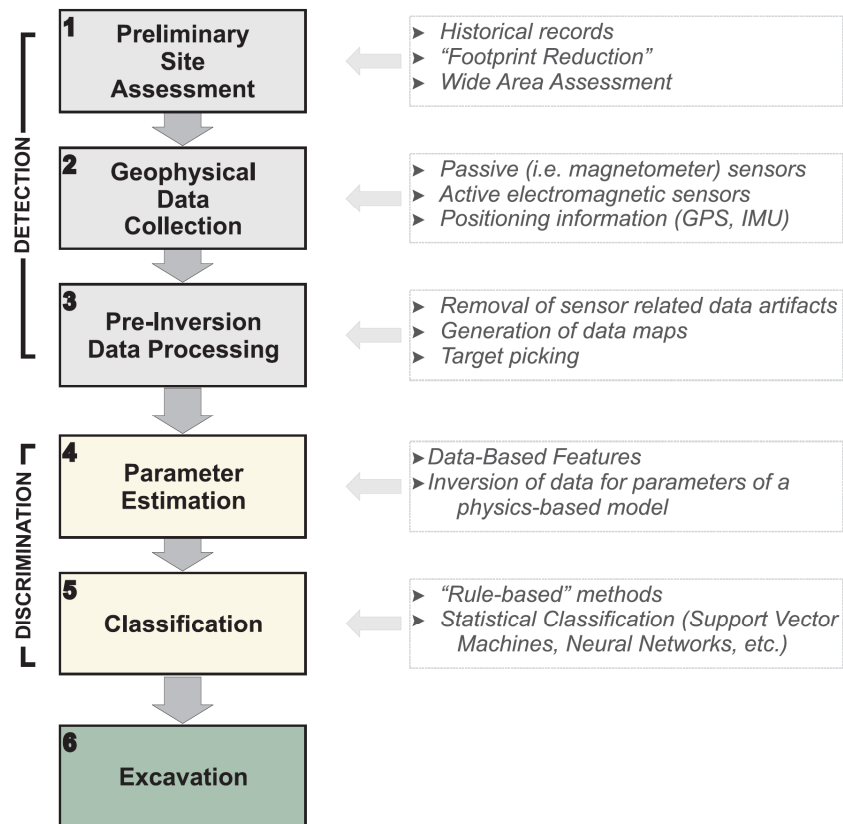 DETECTION
1
Preliminary
Site
Assessment
➤ Historical records
➤ “Footprint Reduction”
➤ Wide Area Assessment
2
Geophysical
Data
Collection
➤ Passive (i.e. magnetometer) sensors
➤ Active electromagnetic sensors
➤ Positioning information (GPS, IMU)
3
Pre-Inversion
Data Processing
➤ Removal of sensor related data artifacts
➤ Generation of data maps
➤ Target picking
DISCRIMINATION
4
Parameter
Estimation
➤ Data-Based Features
➤ Inversion of data for parameters of a
physics-based model
5
Classification
➤ “Rule-based” methods
➤ Statistical Classification (Support Vector
Machines, Neural Networks, etc.)
6
Excavation